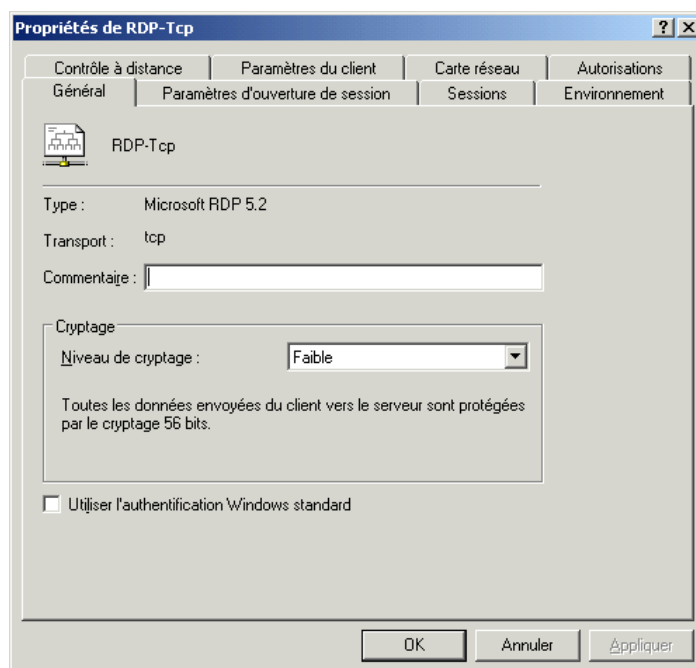 Propriétés de RDP-Tcp
Contrôle à distance Paramètres du client Carte réseau Autorisations
Général Paramètres d'ouverture de session Sessions Environnement
RDP-Tcp
Type : Microsoft RDP 5.2
Transport : tcp
Commentaire :
Cryptage
Niveau de cryptage : Faible
Toutes les données envoyées du client vers le serveur sont protégées
par le cryptage 56 bits.
Utiliser l'authentification Windows standard
OK Annuler Appliquer